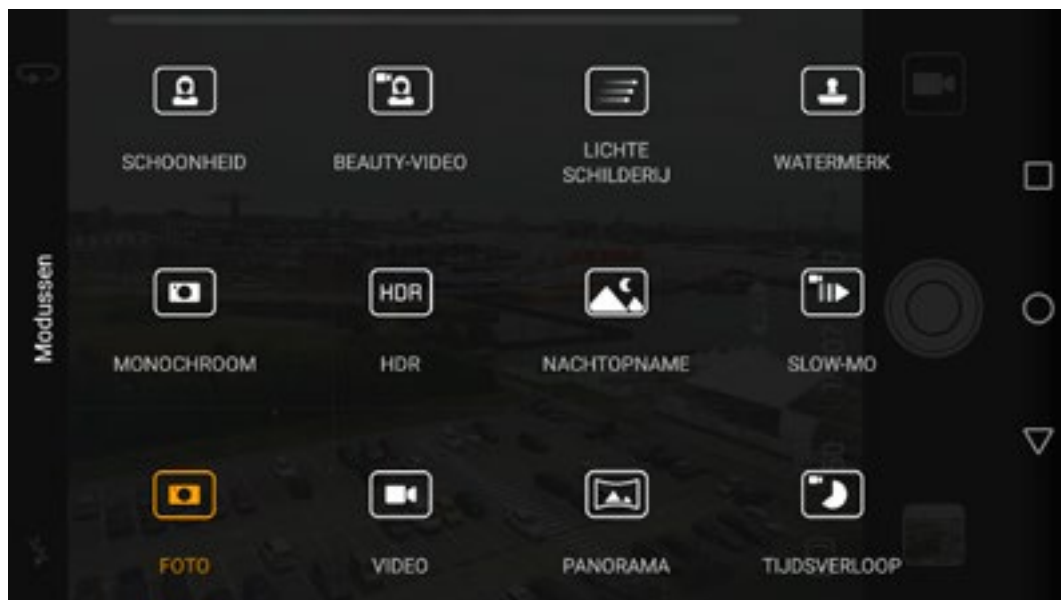 SCHOONHEID
BEAUTY-VIDEO
LICHTE
SCHILDERIJ
WATERMERK
Modussen
MONOCHROOM
HDR
HDR
NACHTOPNAME
SLOW-MO
FOTO
VIDEO
PANORAMA
TIJDSVERLOOP